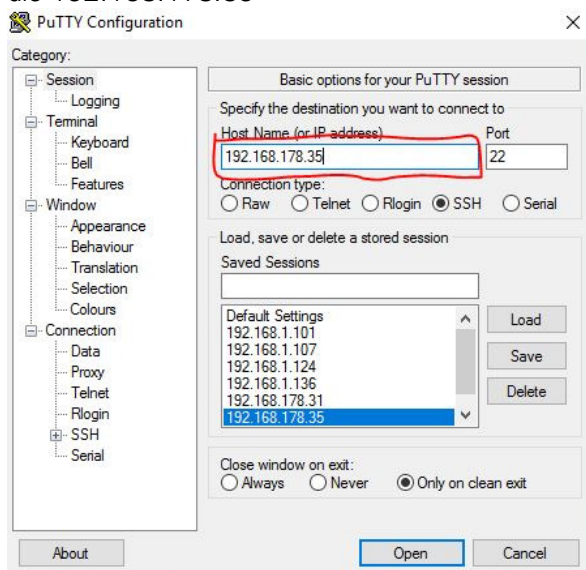 PuTTY Configuration
Category:
Session
Logging
Terminal
Keyboard
Bell
Features
Window
Appearance
Behaviour
Translation
Selection
Colours
Connection
Data
Proxy
Telnet
Rlogin
SSH
Serial
Basic options for your PuTTY session
Specify the destination you want to connect to
Host Name (or IP address) Port
192.168.178.35 22
Connection type:
Raw Telnet Rlogin SSH Serial
Load, save or delete a stored session
Saved Sessions
Default Settings
192.168.1.101
192.168.1.107
192.168.1.124
192.168.1.136
192.168.178.31
192.168.178.35
Load
Save
Delete
Close window on exit:
Always Never Only on clean exit
About Open Cancel